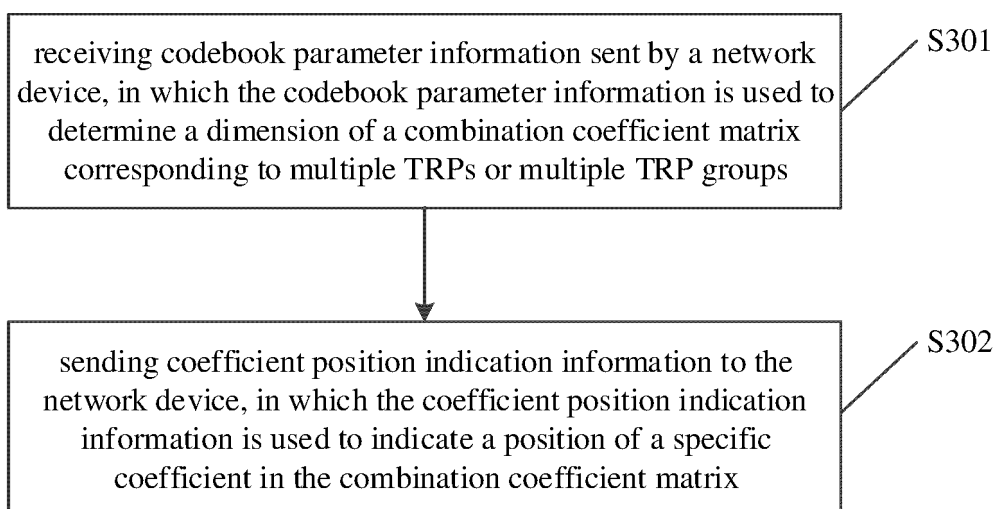 receiving codebook parameter information sent by a network
device, in which the codebook parameter information is used to
determine a dimension of a combination coefficient matrix
corresponding to multiple TRPs or multiple TRP groups
S301
sending coefficient position indication information to the
network device, in which the coefficient position indication
information is used to indicate a position of a specific
coefficient in the combination coefficient matrix
S302